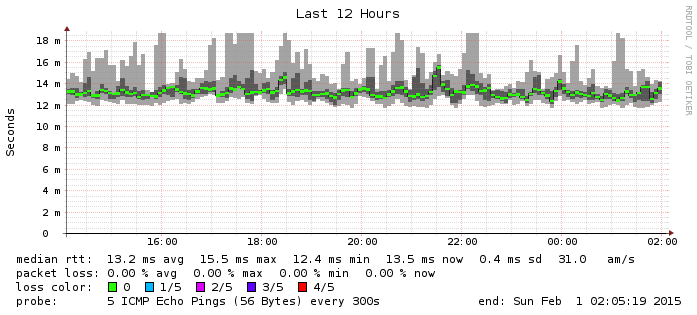 Last 12 Hours
RRDTOOL / TOBI OETIKER
Seconds
18 m
16 m
14 m
12 m
10 m
8 m
6 m
4 m
2 m
0
16:00 18:00 20:00 22:00 00:00 02:00
median rtt: 13.2 ms avg 15.5 ms max 12.4 ms min 13.5 ms now 0.4 ms sd 31.0 am/s
packet loss: 0.00 % avg 0.00 % max 0.00 % min 0.00 % now
loss color: 0 1/5 2/5 3/5 4/5
probe: 5 ICMP Echo Pings (56 Bytes) every 300s end: Sun Feb 1 02:05:19 2015